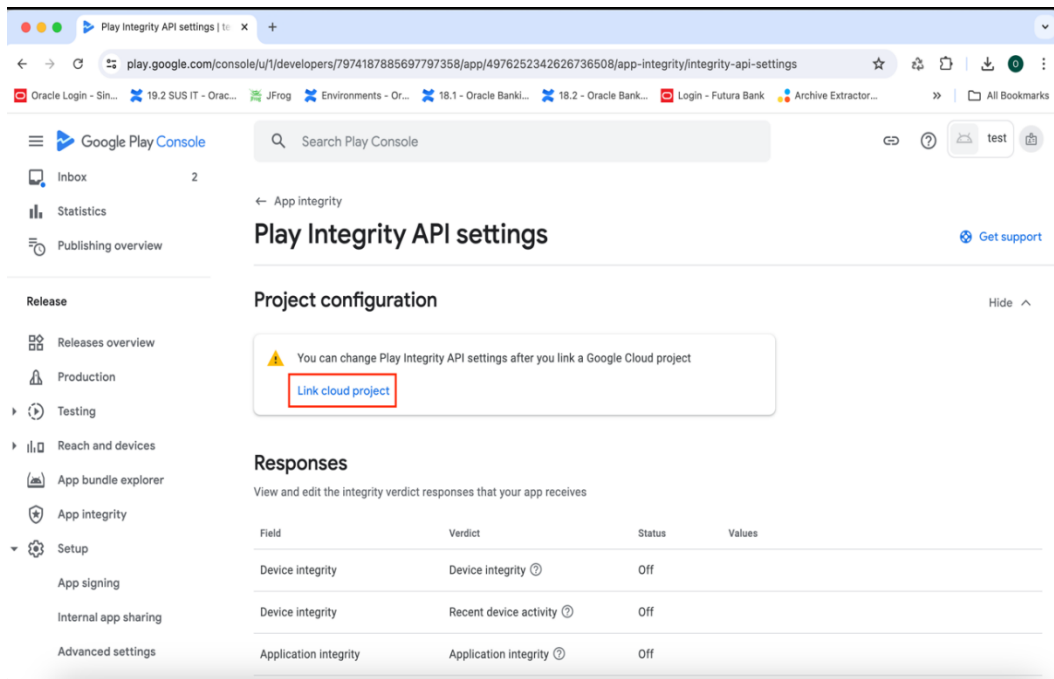 Play Integrity API settings | te
play.google.com/console/u/1/developers/7974187885697797358/app/4976252342626736508/app-integrity/integrity-api-settings
O
Oracle Login - Sin... 19.2 SUS IT - Orac... JFrog Environments - Or... 18.1 - Oracle Banki... 18.2 - Oracle Bank... Login - Futura Bank Archive Extractor... » All Bookmarks
Google Play Console
Search Play Console
test
Inbox 2
Statistics
Publishing overview
Release
Releases overview
Production
Testing
Reach and devices
App bundle explorer
App integrity
Setup
App signing
Internal app sharing
Advanced settings
← App integrity
Play Integrity API settings
Get support
Project configuration
Hide
You can change Play Integrity API settings after you link a Google Cloud project
Link cloud project
Responses
View and edit the integrity verdict responses that your app receives
Field Verdict Status Values
Device integrity Device integrity Off
Device integrity Recent device activity Off
Application integrity Application integrity Off